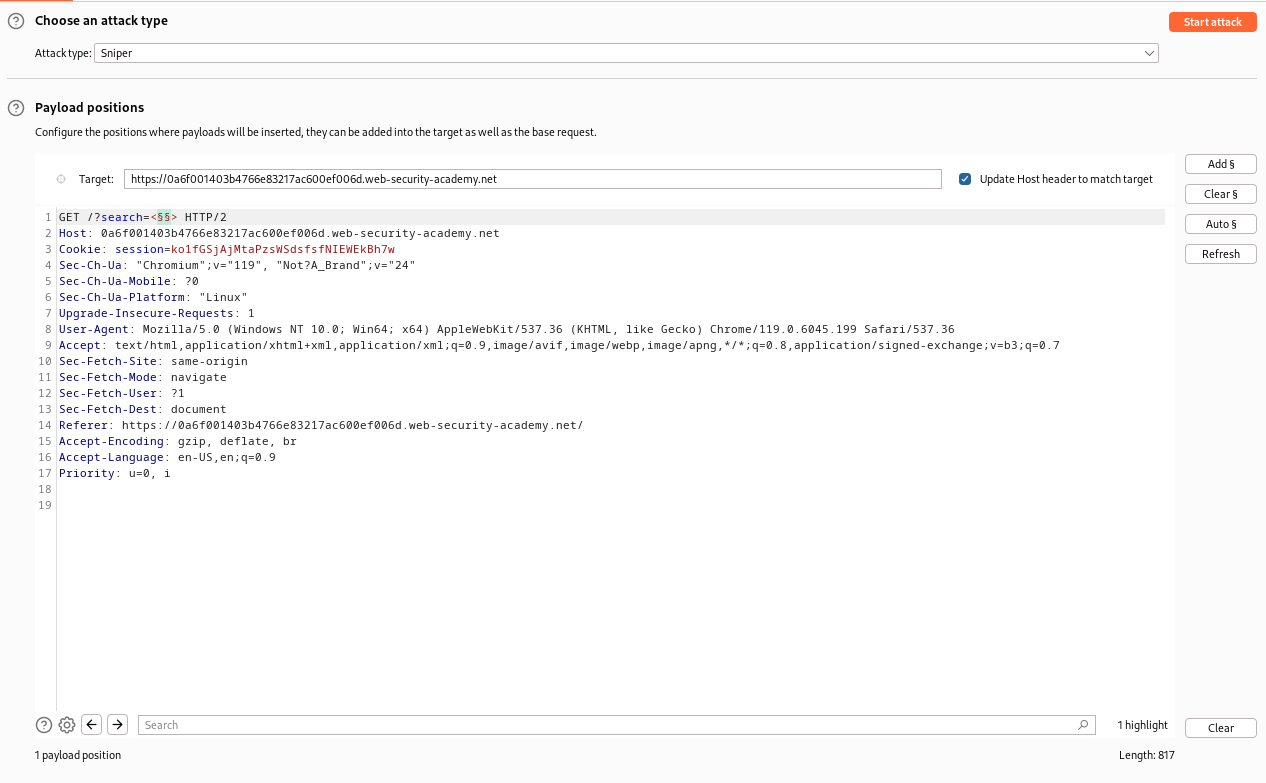 Choose an attack type
Start attack
Attack type: Sniper
Payload positions
Configure the positions where payloads will be inserted, they can be added into the target as well as the base request.
Add §
Target: https://0a6f001403b4766e83217ac600ef006d.web-security-academy.net
Update Host header to match target
Clear §
Auto §
Refresh
1 GET /?search=<§§> HTTP/2
2 Host: 0a6f001403b4766e83217ac600ef006d.web-security-academy.net
3 Cookie: session=ko1fGSjAjMtaPzsWSdsfsfNIEWEkBh7w
4 Sec-Ch-Ua: "Chromium";v="119", "Not?A_Brand";v="24"
5 Sec-Ch-Ua-Mobile: ?0
6 Sec-Ch-Ua-Platform: "Linux"
7 Upgrade-Insecure-Requests: 1
8 User-Agent: Mozilla/5.0 (Windows NT 10.0; Win64; x64) AppleWebKit/537.36 (KHTML, like Gecko) Chrome/119.0.6045.199 Safari/537.36
9 Accept: text/html,application/xhtml+xml,application/xml;q=0.9,image/avif,image/webp,image/apng,*/*;q=0.8,application/signed-exchange;v=b3;q=0.7
10 Sec-Fetch-Site: same-origin
11 Sec-Fetch-Mode: navigate
12 Sec-Fetch-User: ?1
13 Sec-Fetch-Dest: document
14 Referer: https://0a6f001403b4766e83217ac600ef006d.web-security-academy.net/
15 Accept-Encoding: gzip, deflate, br
16 Accept-Language: en-US,en;q=0.9
17 Priority: u=0, i
18
19
Search
1 highlight
Clear
1 payload position
Length: 817